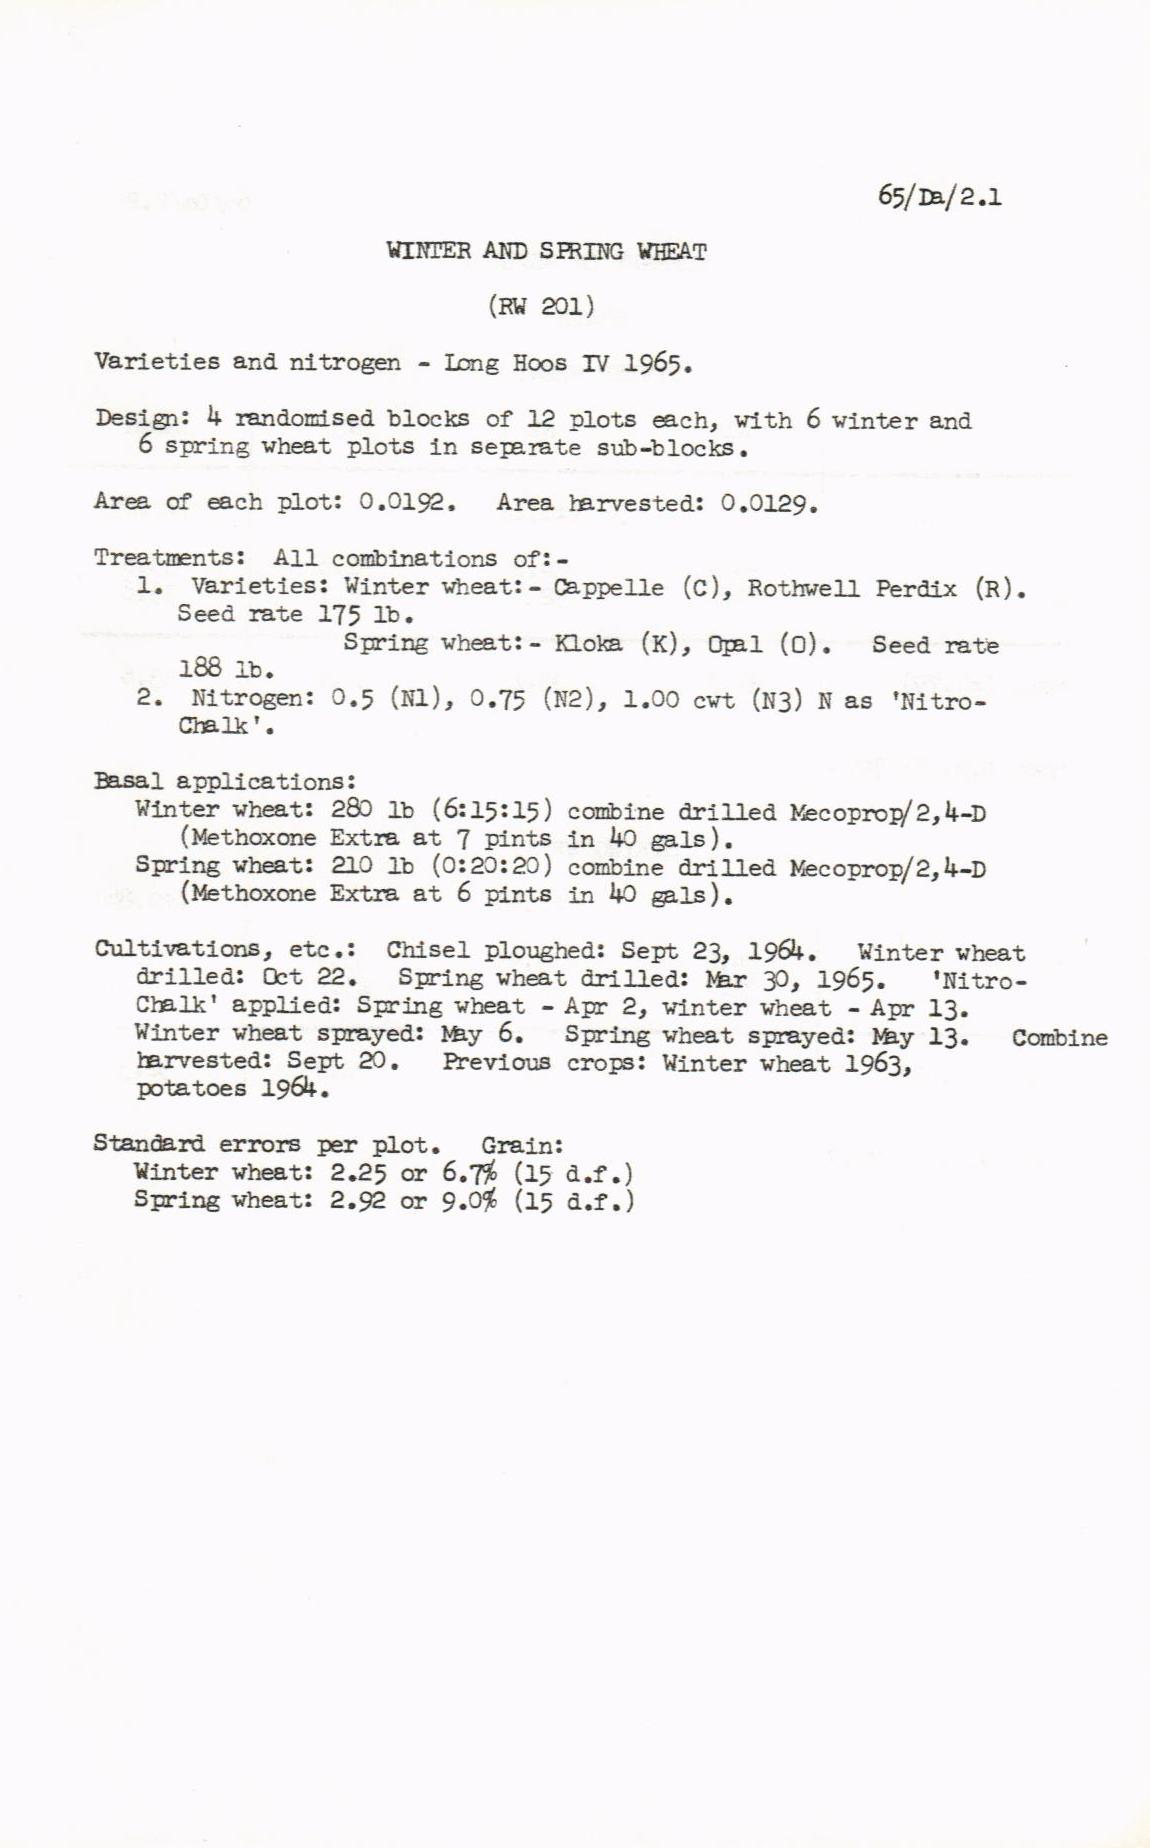 65/Da/2.1
WINTER AND SPRING WHEAT
(RW 201)
Varieties and nitrogen - Long Hoos IV 1965.
Design: 4 randomised blocks of 12 plots each, with 6 winter and
6 spring wheat plots in separate sub-blocks.
Area of each plot: 0.0192. Area harvested: 0.0129.
Treatments: All combinations of:-
1. Varieties: Winter wheat:- Cappelle (C), Rothwell Perdix (R).
Seed rate 175 lb.
Spring wheat:- Kloka (K), Opal (O). Seed rate
188 lb.
2. Nitrogen: 0.5 (N1), 0.75 (N2), 1.00 cwt (N3) N as 'Nitro-
Chalk'.
Basal applications:
Winter wheat: 280 lb (6:15:15) combine drilled Mecoprop/2,4-D
(Methoxone Extra at 7 pints in 40 gals).
Spring wheat: 210 lb (0:20:20) combine drilled Mecoprop/2,4-D
(Methoxone Extra at 6 pints in 40 gals).
Cultivations, etc.: Chisel ploughed: Sept 23, 1964. Winter wheat
drilled: Oct 22. Spring wheat drilled: Mar 30, 1965. 'Nitro-
Chalk' applied: Spring wheat - Apr 2, winter wheat - Apr 13.
Winter wheat sprayed: May 6. Spring wheat sprayed: May 13. Combine
harvested: Sept 20. Previous crops: Winter wheat 1963,
potatoes 1964.
Standard errors per plot. Grain:
Winter wheat: 2.25 or 6.7% (15 d.f.)
Spring wheat: 2.92 or 9.0% (15 d.f.)